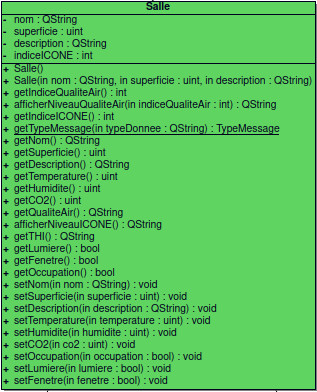 Salle
- nom : QString
- superficie : uint
- description : QString
- indiceICONE : int
+ Salle()
+ Salle(in nom : QString, in superficie : uint, in description : QString)
+ getIndiceQualiteAir() : int
+ afficherNiveauQualiteAir(in indiceQualiteAir : int) : QString
+ getIndiceICONE() : int
+ getTypeMessage(in typeDonnee : QString) : TypeMessage
+ getNom() : QString
+ getSuperficie() : uint
+ getDescription() : QString
+ getTemperature() : uint
+ getHumidite() : uint
+ getCO2() : uint
+ getQualiteAir() : QString
+ afficherNiveauICONE() : QString
+ getTHI() : QString
+ getLumiere() : bool
+ getFenetre() : bool
+ getOccupation() : bool
+ setNom(in nom : QString) : void
+ setSuperficie(in superficie : uint) : void
+ setDescription(in description : QString) : void
+ setTemperature(in temperature : uint) : void
+ setHumidite(in humidite : uint) : void
+ setCO2(in co2 : uint) : void
+ setOccupation(in occupation : bool) : void
+ setLumiere(in lumiere : bool) : void
+ setFenetre(in fenetre : bool) : void